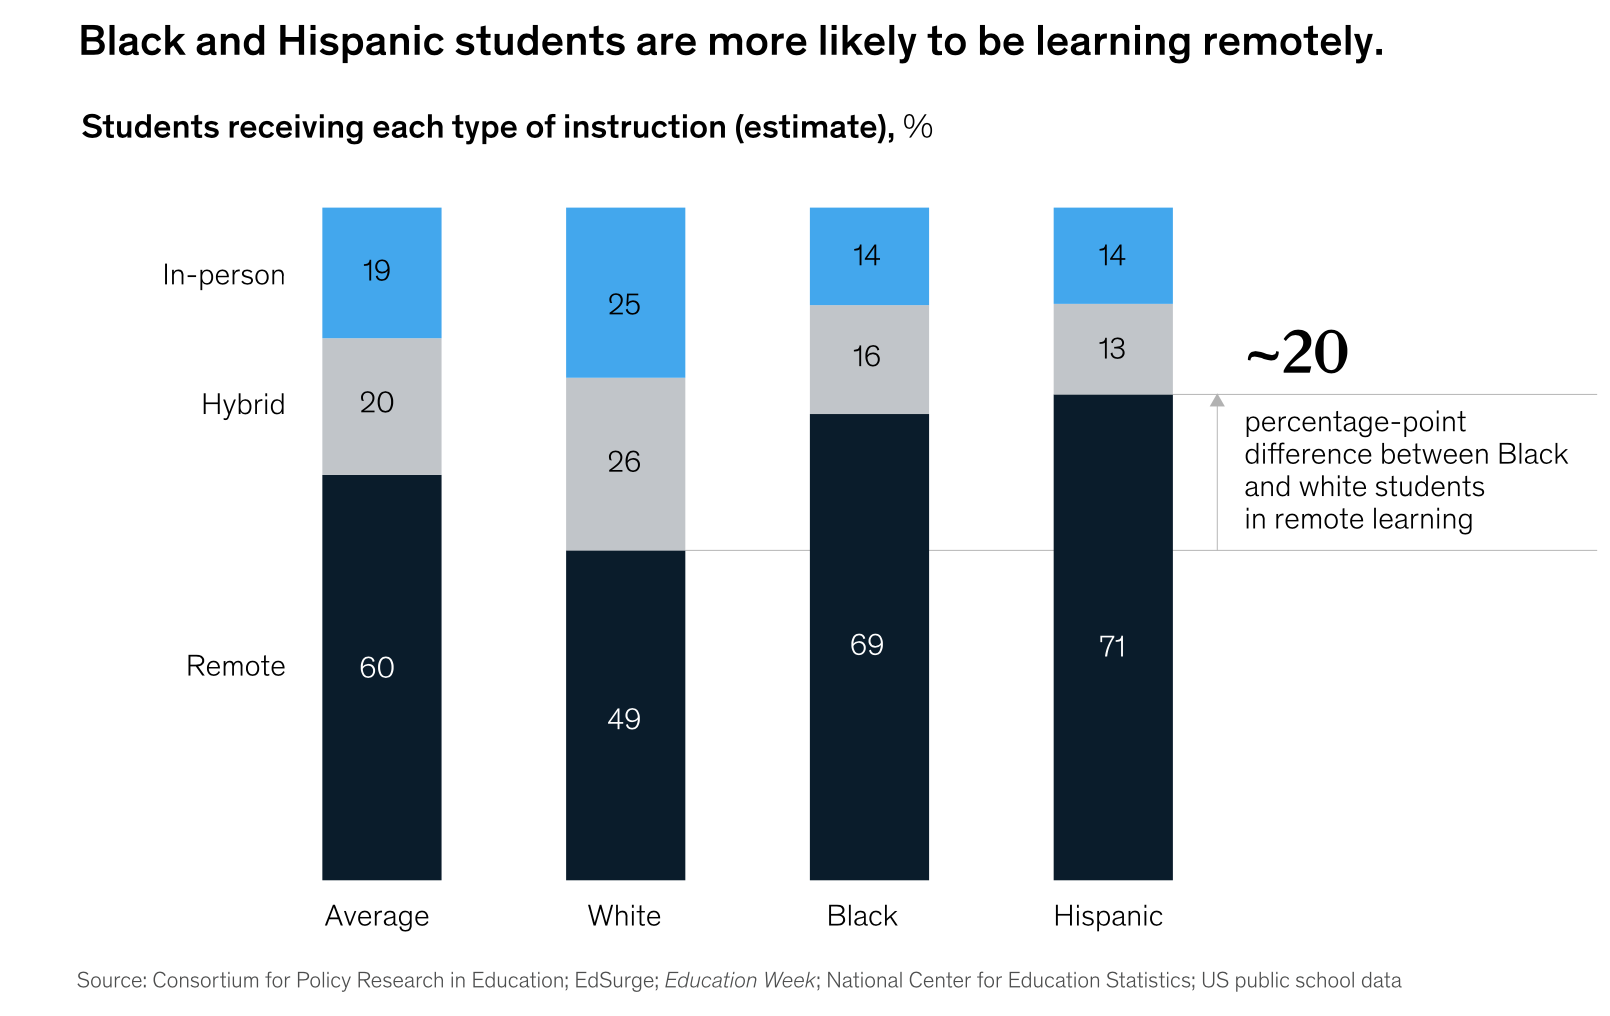 Black and Hispanic students are more likely to be learning remotely.
Students receiving each type of instruction (estimate), %
In-person
19
25
14
14
Hybrid
20
26
16
13
~20
percentage-point
difference between Black
and white students
in remote learning
Remote
60
49
69
71
Average
White
Black
Hispanic
Source: Consortium for Policy Research in Education; EdSurge; Education Week; National Center for Education Statistics; US public school data